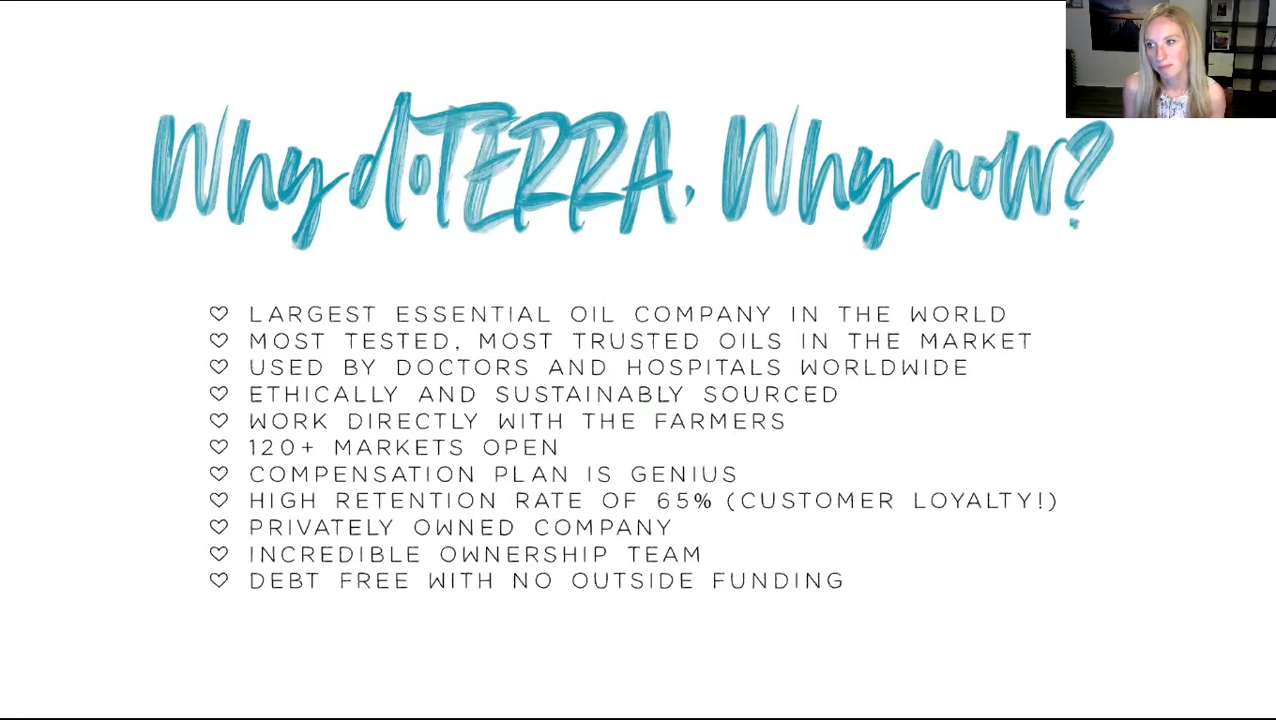 Why doTERRA, Why now?
LARGEST ESSENTIAL OIL COMPANY IN THE WORLD
MOST TESTED, MOST TRUSTED OILS IN THE MARKET
USED BY DOCTORS AND HOSPITALS WORLDWIDE
ETHICALLY AND SUSTAINABLY SOURCED
WORK DIRECTLY WITH THE FARMERS
120+ MARKETS OPEN
COMPENSATION PLAN IS GENIUS
HIGH RETENTION RATE OF 65% (CUSTOMER LOYALTY!)
PRIVATELY OWNED COMPANY
INCREDIBLE OWNERSHIP TEAM
DEBT FREE WITH NO OUTSIDE FUNDING